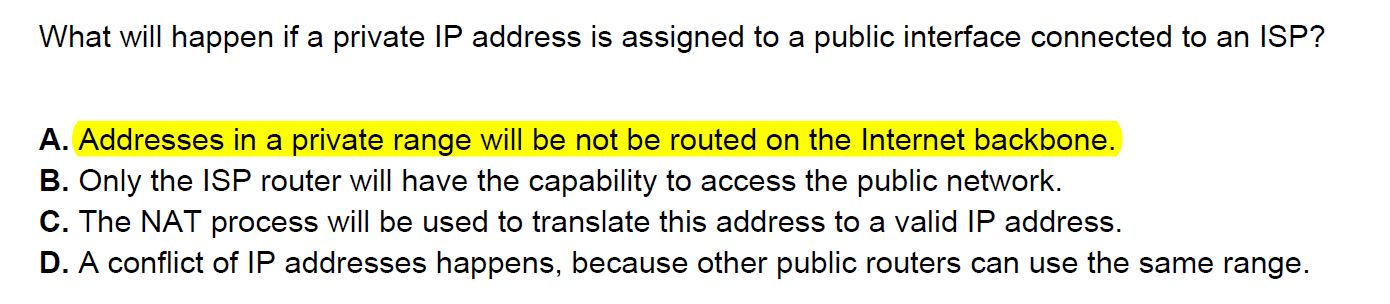 What will happen if a private IP address is assigned to a public interface connected to an ISP?
A. Addresses in a private range will be not be routed on the Internet backbone.
B. Only the ISP router will have the capability to access the public network.
C. The NAT process will be used to translate this address to a valid IP address.
D. A conflict of IP addresses happens, because other public routers can use the same range.